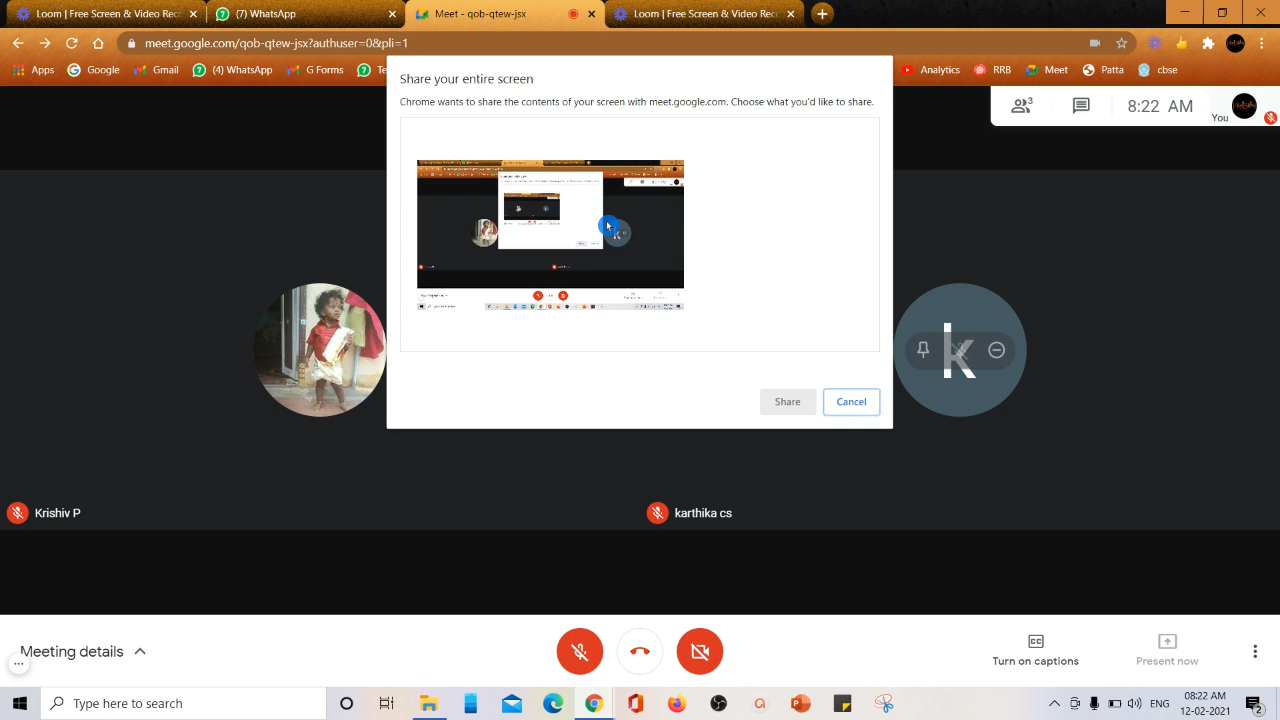 Loom | Free Screen & Video Rec
(7) WhatsApp
Meet - qob-qtew-jsx
Loom | Free Screen & Video Rec
meet.google.com/qob-qtew-jsx?authuser=0&pli=1
Apps
Google
Gmail
(4) WhatsApp
G Forms
Te
Analytics
RRB
Meet
Patta
cbse
Share your entire screen
Chrome wants to share the contents of your screen with meet.google.com. Choose what you'd like to share.
3
8:22 AM
You
k
Share
Cancel
Krishiv P
karthika cs
Meeting details
CC
Turn on captions
Present now
Type here to search
ENG
08:22 AM
12-02-2021
2